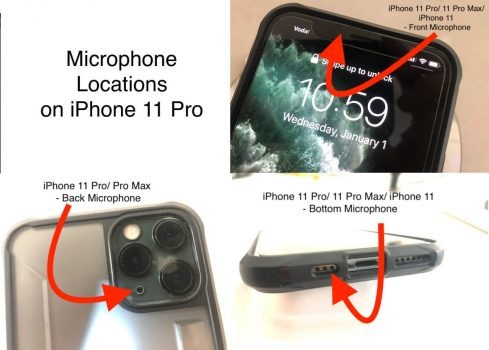 Microphone
Locations
on iPhone 11 Pro
iPhone 11 Pro/ 11 Pro Max/
iPhone 11
- Front Microphone
Swipe up to unlock
10:59
Wednesday, January 1
iPhone 11 Pro/ Pro Max
- Back Microphone
iPhone 11 Pro/ 11 Pro Max/ iPhone 11
- Bottom Microphone